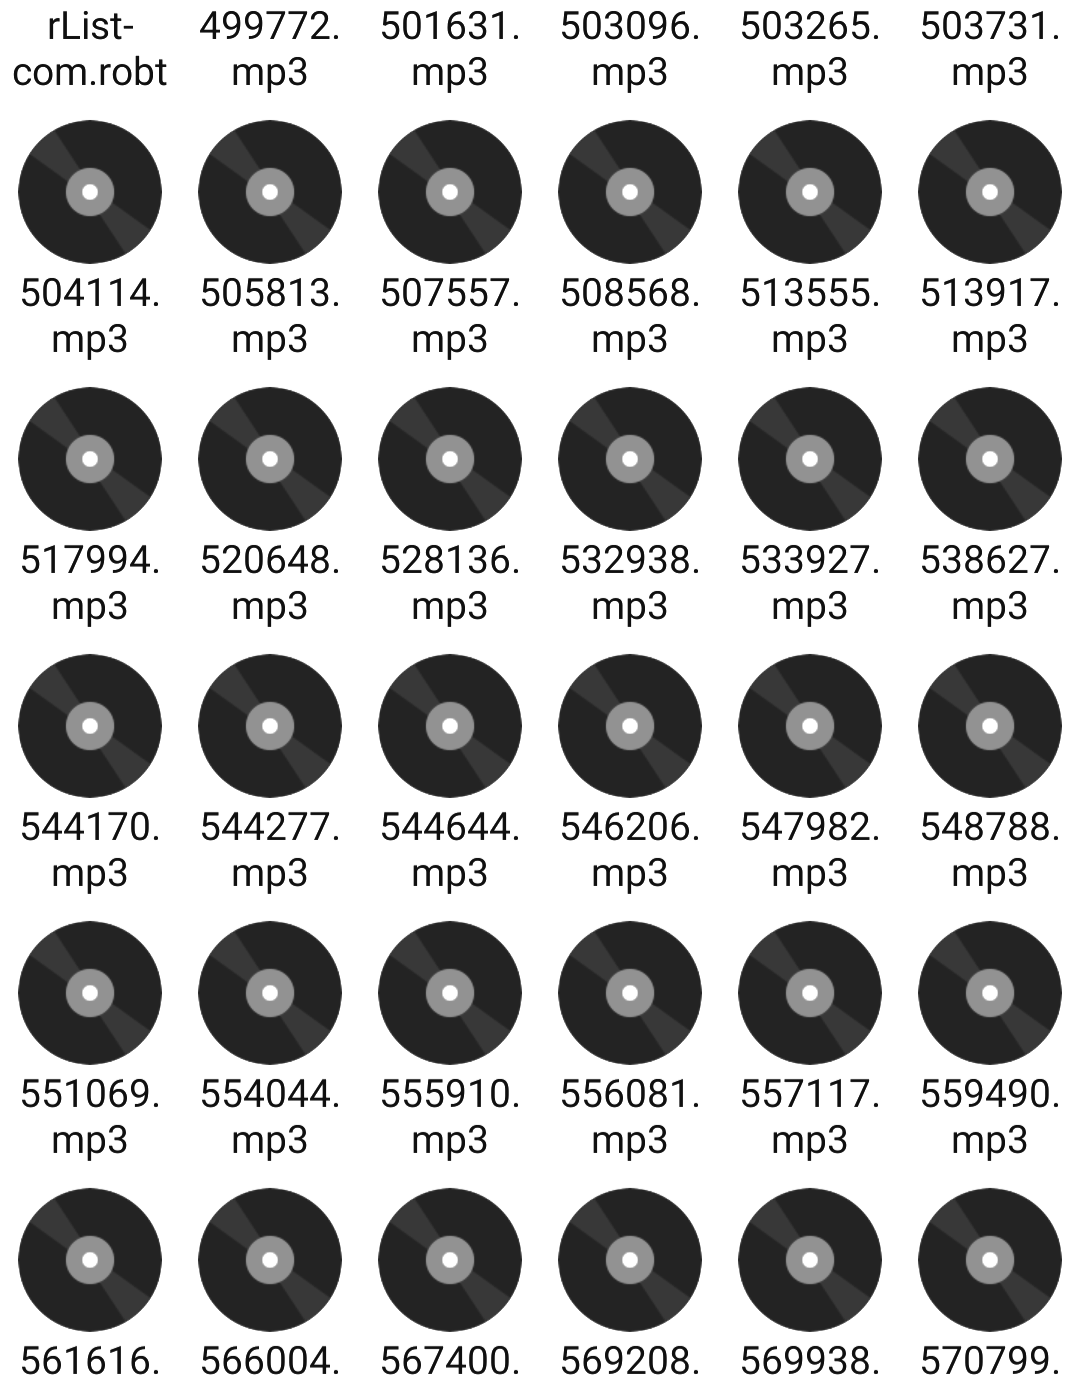 rList- 499772. 501631. 503096. 503265. 503731.
com.robt mp3 mp3 mp3 mp3 mp3
504114. 505813. 507557. 508568. 513555. 513917.
mp3 mp3 mp3 mp3 mp3 mp3
517994. 520648. 528136. 532938. 533927. 538627.
mp3 mp3 mp3 mp3 mp3 mp3
544170. 544277. 544644. 546206. 547982. 548788.
mp3 mp3 mp3 mp3 mp3 mp3
551069. 554044. 555910. 556081. 557117. 559490.
mp3 mp3 mp3 mp3 mp3 mp3
561616. 566004. 567400. 569208. 569938. 570799.